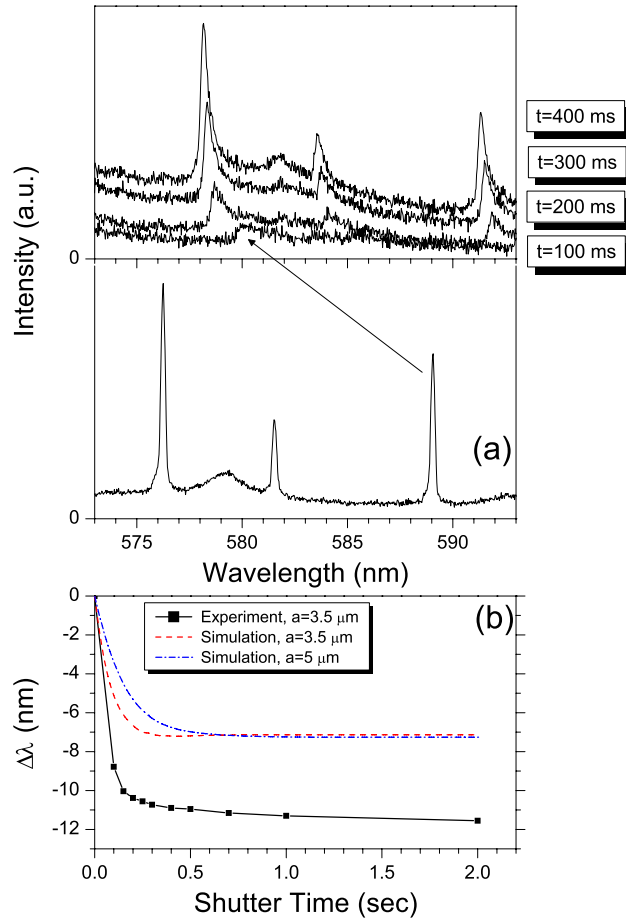 Intensity (a.u.)
0
t=400 ms
t=300 ms
t=200 ms
t=100 ms
(a)
0
575 580 585 590
Wavelength (nm)
(b)
Experiment, a=3.5 μm
Simulation, a=3.5 μm
Simulation, a=5 μm
Δλ (nm)
0
-2
-4
-6
-8
-10
-12
0.0 0.5 1.0 1.5 2.0
Shutter Time (sec)